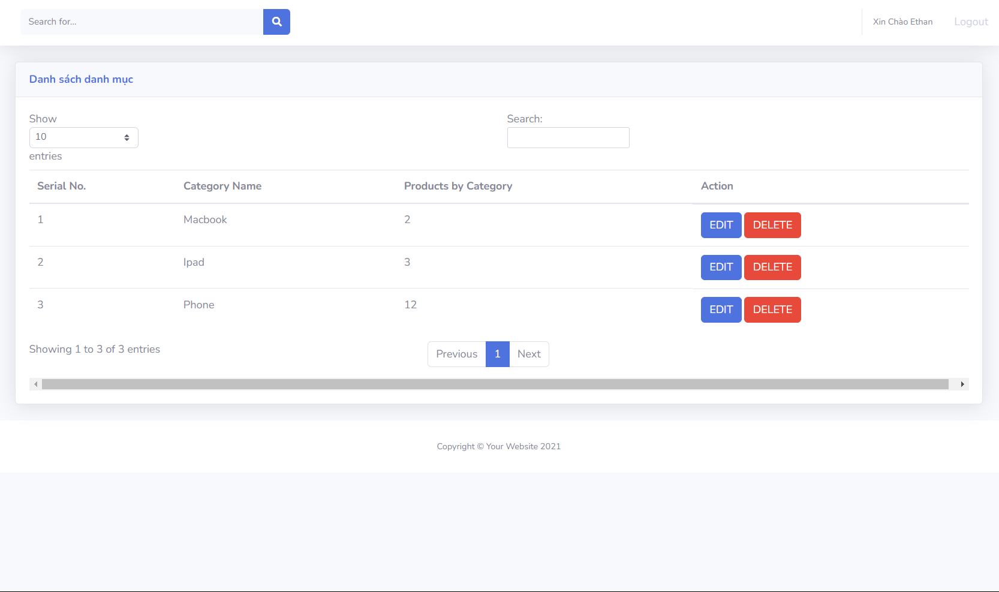 Search for...
Xin Chào Ethan
Logout
Danh sách danh mục
Show
Search:
10
entries
Serial No. Category Name Products by Category Action
1 Macbook 2 EDIT DELETE
2 Ipad 3 EDIT DELETE
3 Phone 12 EDIT DELETE
Showing 1 to 3 of 3 entries
Previous 1 Next
Copyright © Your Website 2021